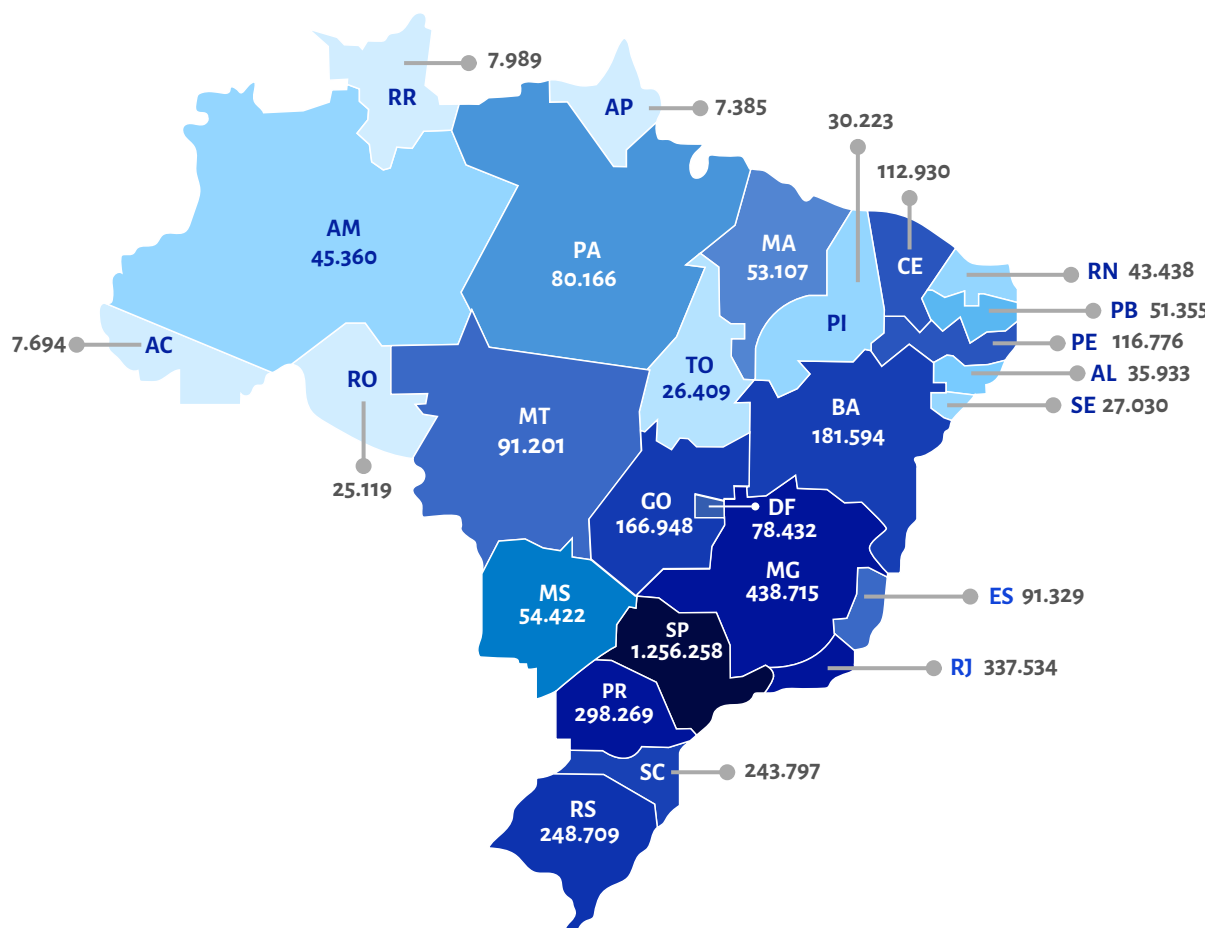 7.989
RR
AP
7.385
30.223
112.930
AM
45.360
PA
80.166
MA
53.107
CE
RN 43.438
PB 51.355
PI
PE 116.776
7.694
AC
RO
TO
26.409
AL 35.933
SE 27.030
MT
91.201
BA
181.594
25.119
GO
166.948
DF
78.432
MG
438.715
MS
54.422
ES 91.329
SP
1.256.258
RJ 337.534
PR
298.269
SC
243.797
RS
248.709